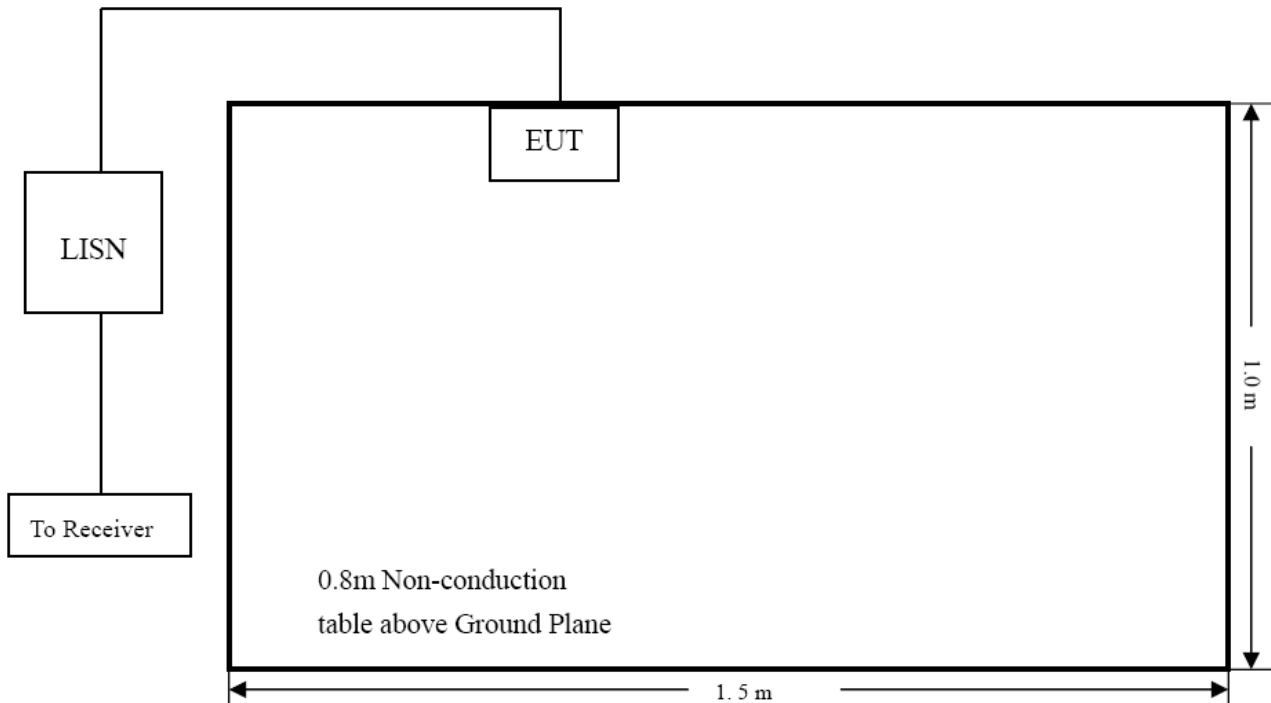 EUT
LISN
To Receiver
0.8m Non-conduction
table above Ground Plane
1.0 m
1. 5 m